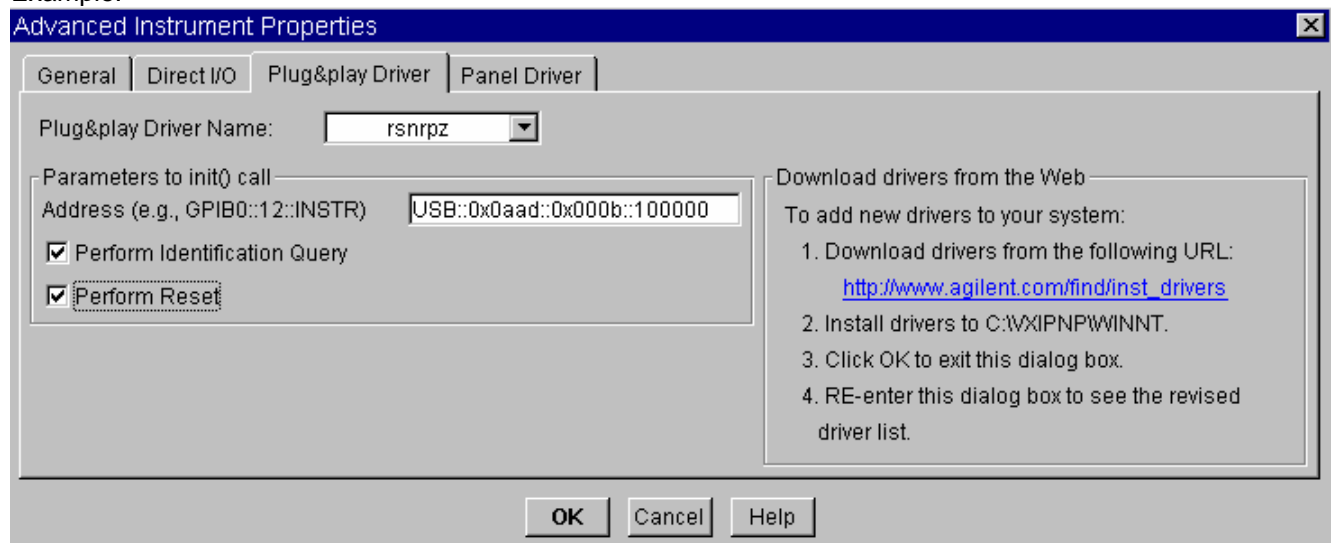 Example:
Advanced Instrument Properties
General Direct I/O Plug&play Driver Panel Driver
Plug&play Driver Name: rsnrpz
Parameters to init() call
Address (e.g., GPIB0::12::INSTR) USB::0x0aad::0x000b::100000
Perform Identification Query
Perform Reset
Download drivers from the Web
To add new drivers to your system:
1. Download drivers from the following URL:
http://www.agilent.com/find/inst_drivers
2. Install drivers to C:\VXIPNP\WINNT.
3. Click OK to exit this dialog box.
4. RE-enter this dialog box to see the revised
driver list.
OK Cancel Help